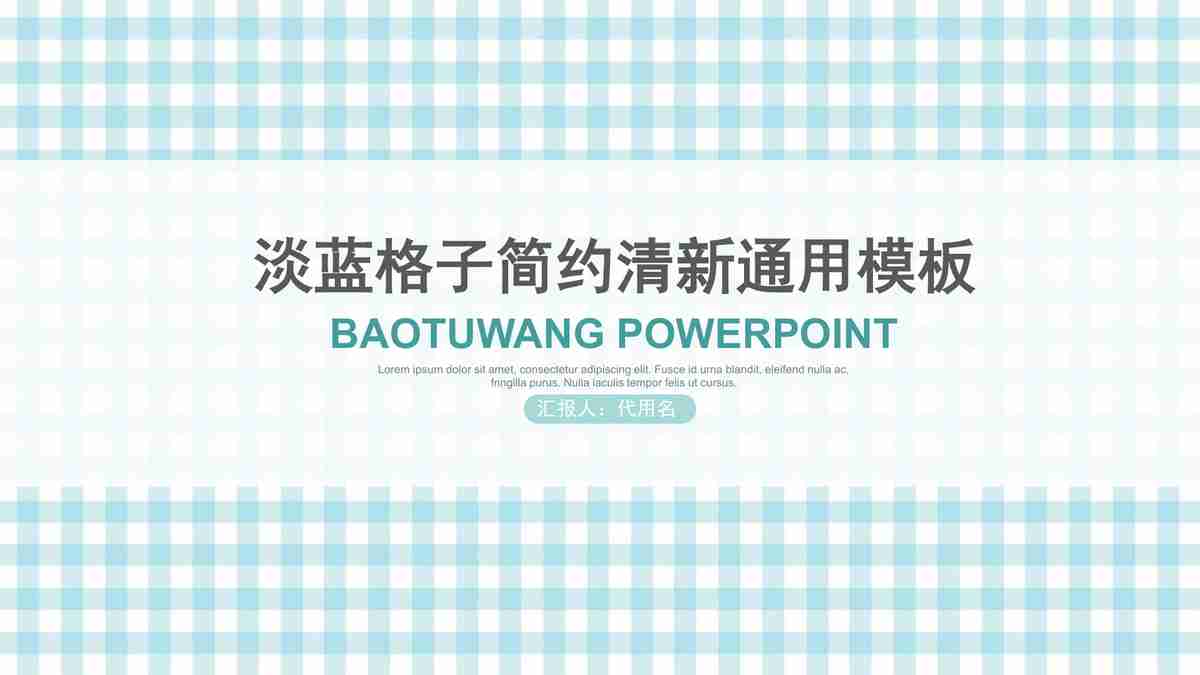 淡蓝格子简约清新通用模板
BAOTUWANG POWERPOINT
Lorem ipsum dolor sit amet, consectetur adipiscing elit. Fusce id urna blandit, eleifend nulla ac,
fringilla purus. Nulla iaculis tempor felis ut cursus.
汇报人：代用名